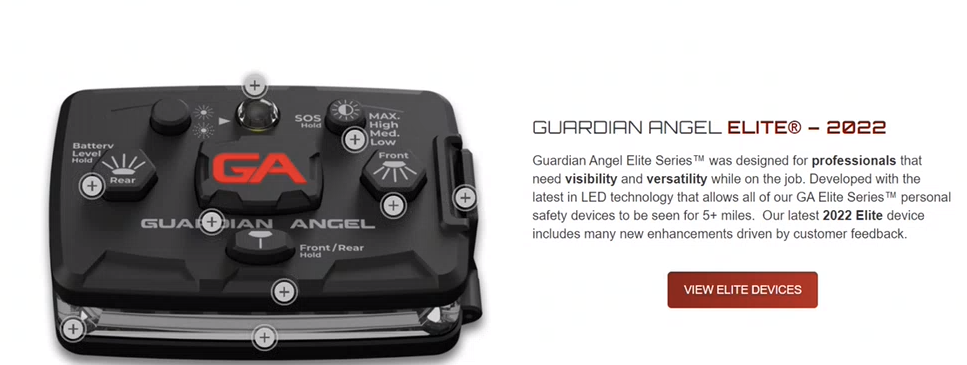 SOS
Hold
MAX.
High
Med.
Low
Battery
Level
Hold
Rear
GA
Front
GUARDIAN ANGEL
Front/Rear
Hold
GUARDIAN ANGEL ELITE® – 2022
Guardian Angel Elite Series™ was designed for professionals that
need visibility and versatility while on the job. Developed with the
latest in LED technology that allows all of our GA Elite Series™ personal
safety devices to be seen for 5+ miles. Our latest 2022 Elite device
includes many new enhancements driven by customer feedback.
VIEW ELITE DEVICES